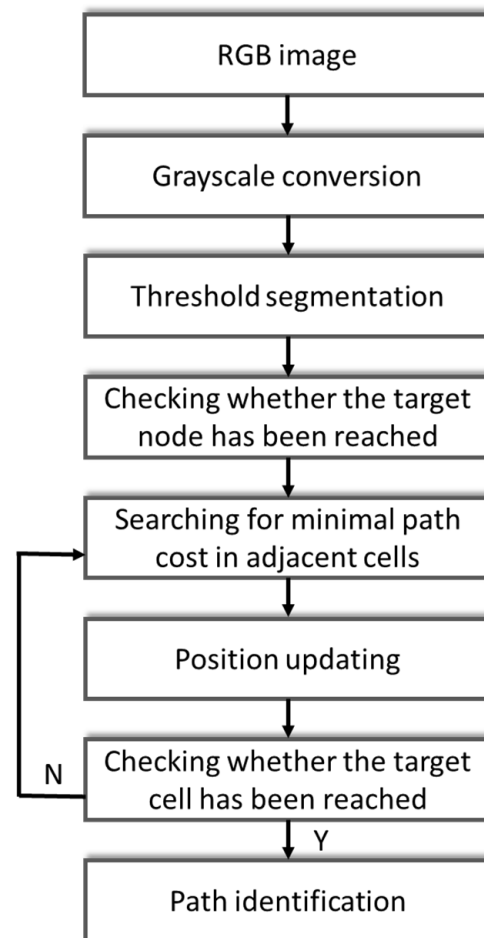 RGB image
Grayscale conversion
Threshold segmentation
Checking whether the target
node has been reached
Searching for minimal path
cost in adjacent cells
Position updating
Checking whether the target
cell has been reached
N
Y
Path identification